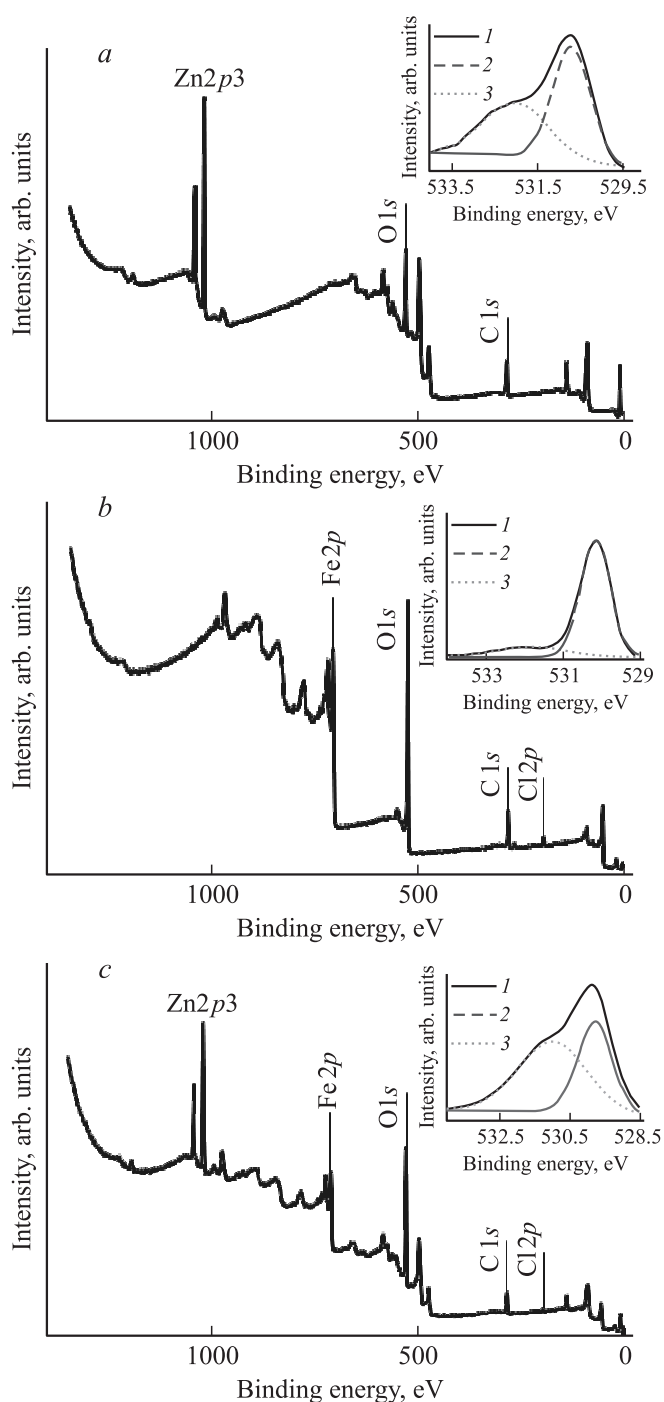 a
Zn2p3
O1s
C1s
Intensity, arb. units
1000
500
0
Binding energy, eV
1
2
3
Intensity, arb. units
533.5
531.5
529.5
Binding energy, eV
b
Fe2p
O1s
C1s
Cl2p
Intensity, arb. units
1000
500
0
Binding energy, eV
1
2
3
Intensity, arb. units
533
531
529
Binding energy, eV
c
Zn2p3
Fe2p
O1s
C1s
Cl2p
Intensity, arb. units
1000
500
0
Binding energy, eV
1
2
3
Intensity, arb. units
532.5
530.5
528.5
Binding energy, eV